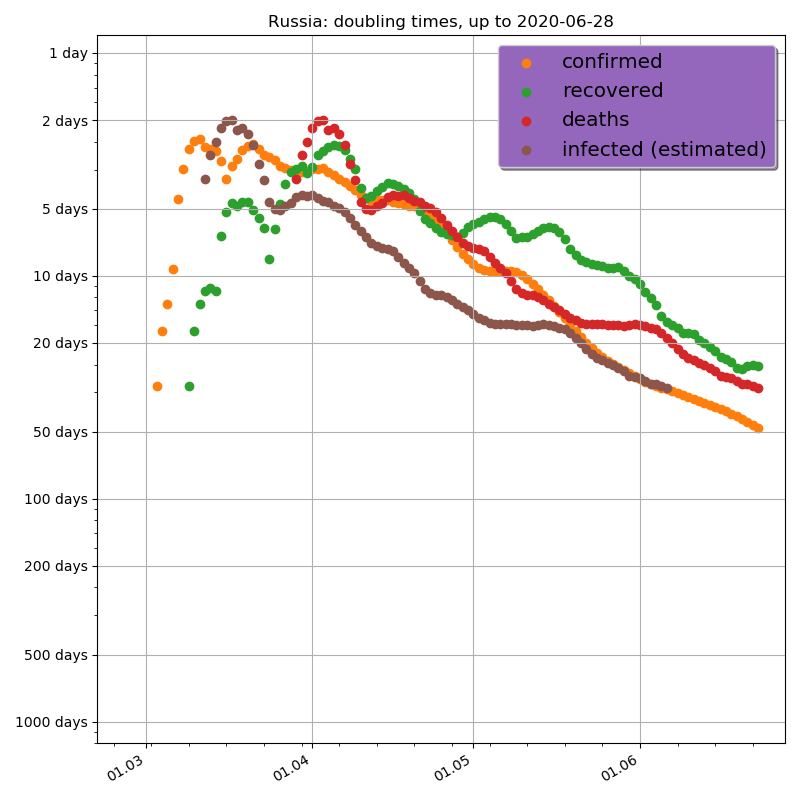 Russia: doubling times, up to 2020-06-28
confirmed
recovered
deaths
infected (estimated)
1 day
2 days
5 days
10 days
20 days
50 days
100 days
200 days
500 days
1000 days
01.03
01.04
01.05
01.06